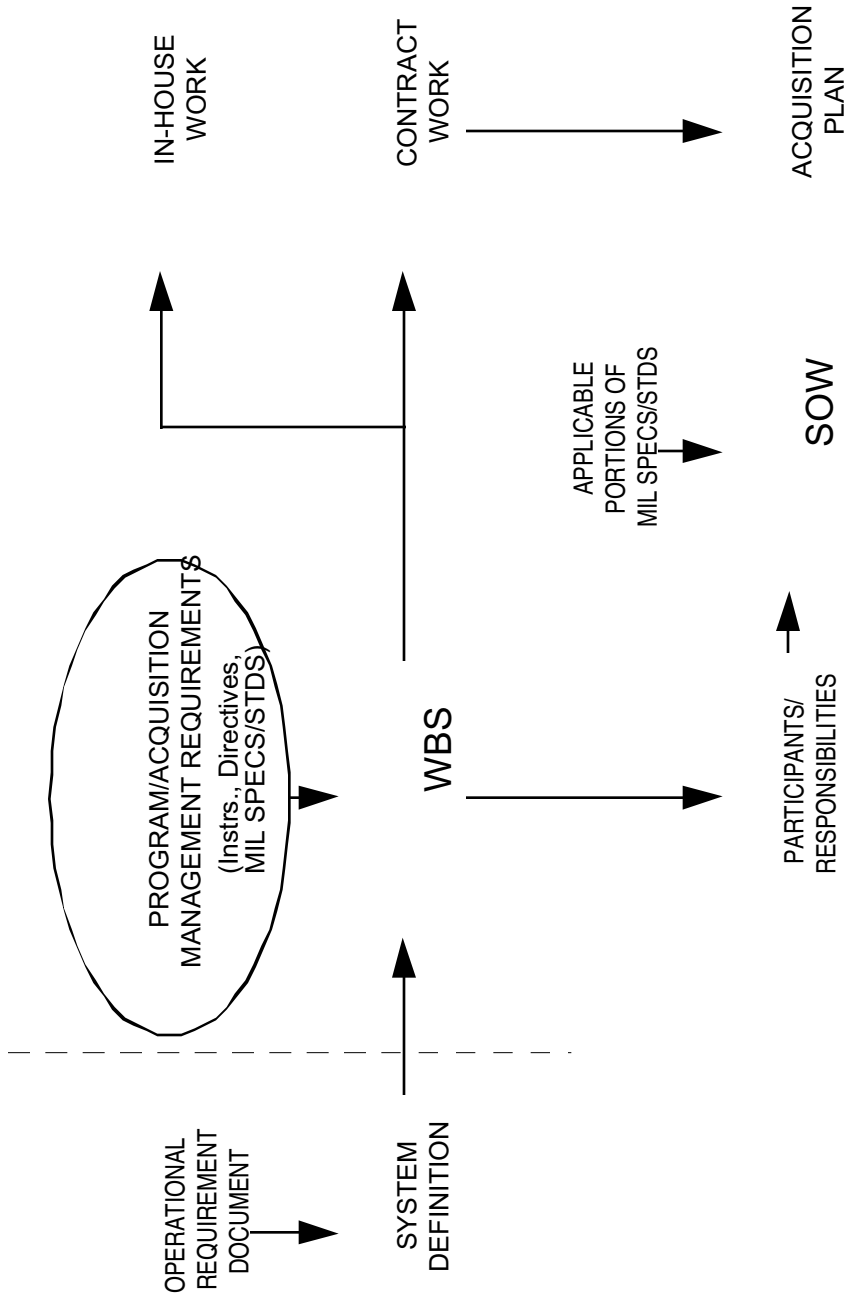 OPERATIONAL
REQUIREMENT
DOCUMENT
PROGRAM/ACQUISITION
MANAGEMENT REQUIREMENTS
(Instrs., Directives,
MIL SPECS/STDS)
IN-HOUSE
WORK
SYSTEM
DEFINITION
WBS
CONTRACT
WORK
APPLICABLE
PORTIONS OF
MIL SPECS/STDS
PARTICIPANTS/
RESPONSIBILITIES
SOW
ACQUISITION
PLAN